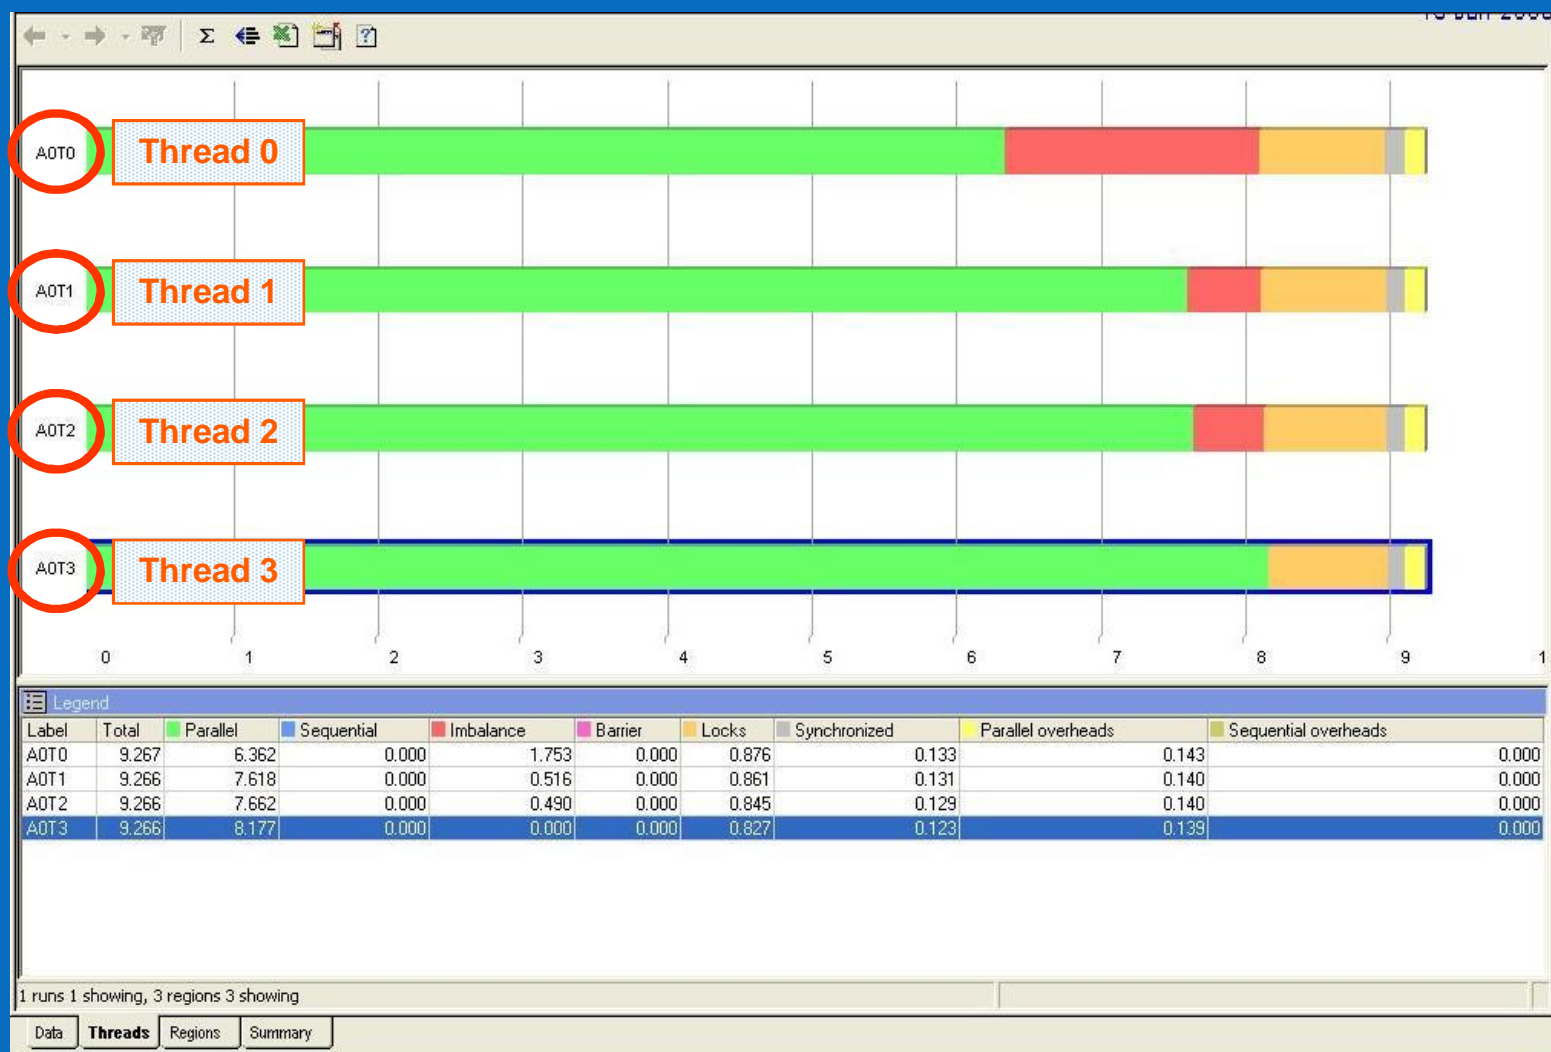 Σ
A0T0 Thread 0
A0T1 Thread 1
A0T2 Thread 2
A0T3 Thread 3
0 1 2 3 4 5 6 7 8 9 1
Legend
Label Total Parallel Sequential Imbalance Barrier Locks Synchronized Parallel overheads Sequential overheads
A0T0 9.267 6.362 0.000 1.753 0.000 0.876 0.133 0.143 0.000
A0T1 9.266 7.618 0.000 0.516 0.000 0.861 0.131 0.140 0.000
A0T2 9.266 7.662 0.000 0.490 0.000 0.845 0.129 0.140 0.000
A0T3 9.266 8.177 0.000 0.000 0.000 0.827 0.123 0.139 0.000
1 runs 1 showing, 3 regions 3 showing
Data Threads Regions Summary